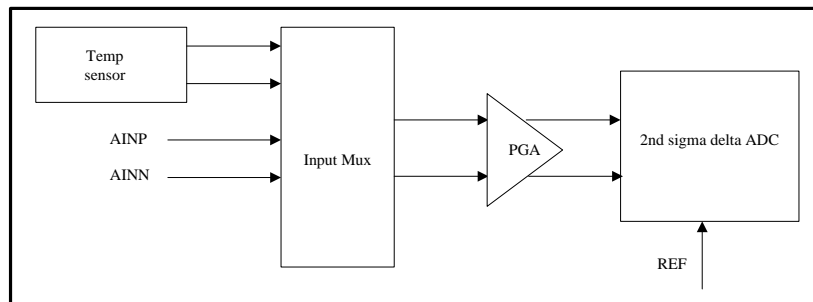 Temp
sensor
AINP
AINN
Input Mux
PGA
2nd sigma delta ADC
REF